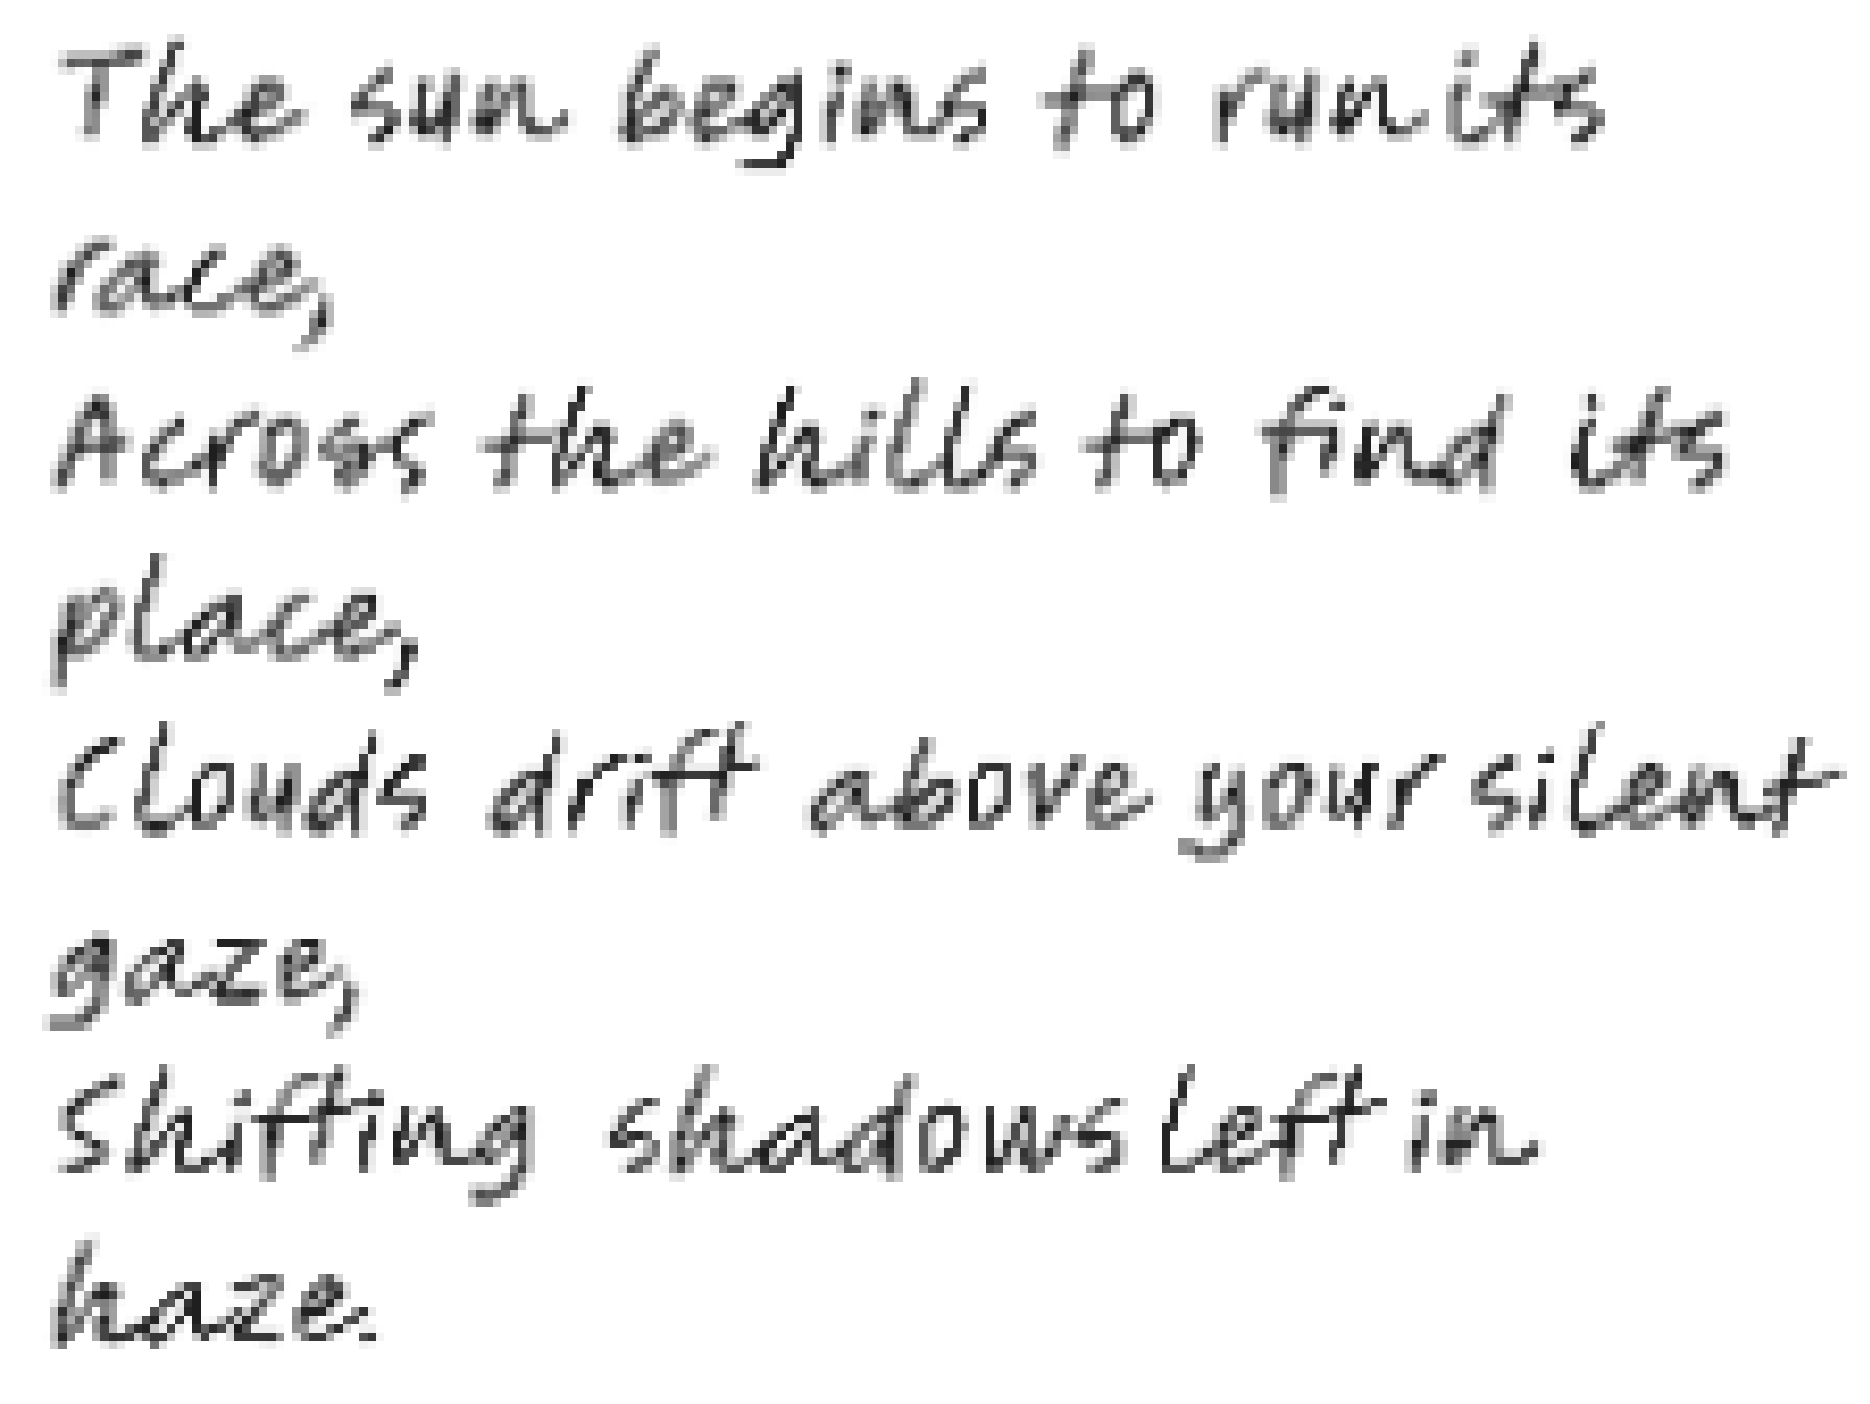 The sun begins to run its
race,
Across the hills to find its
place,
Clouds drift above your silent
gaze,
Shifting shadows left in
haze.